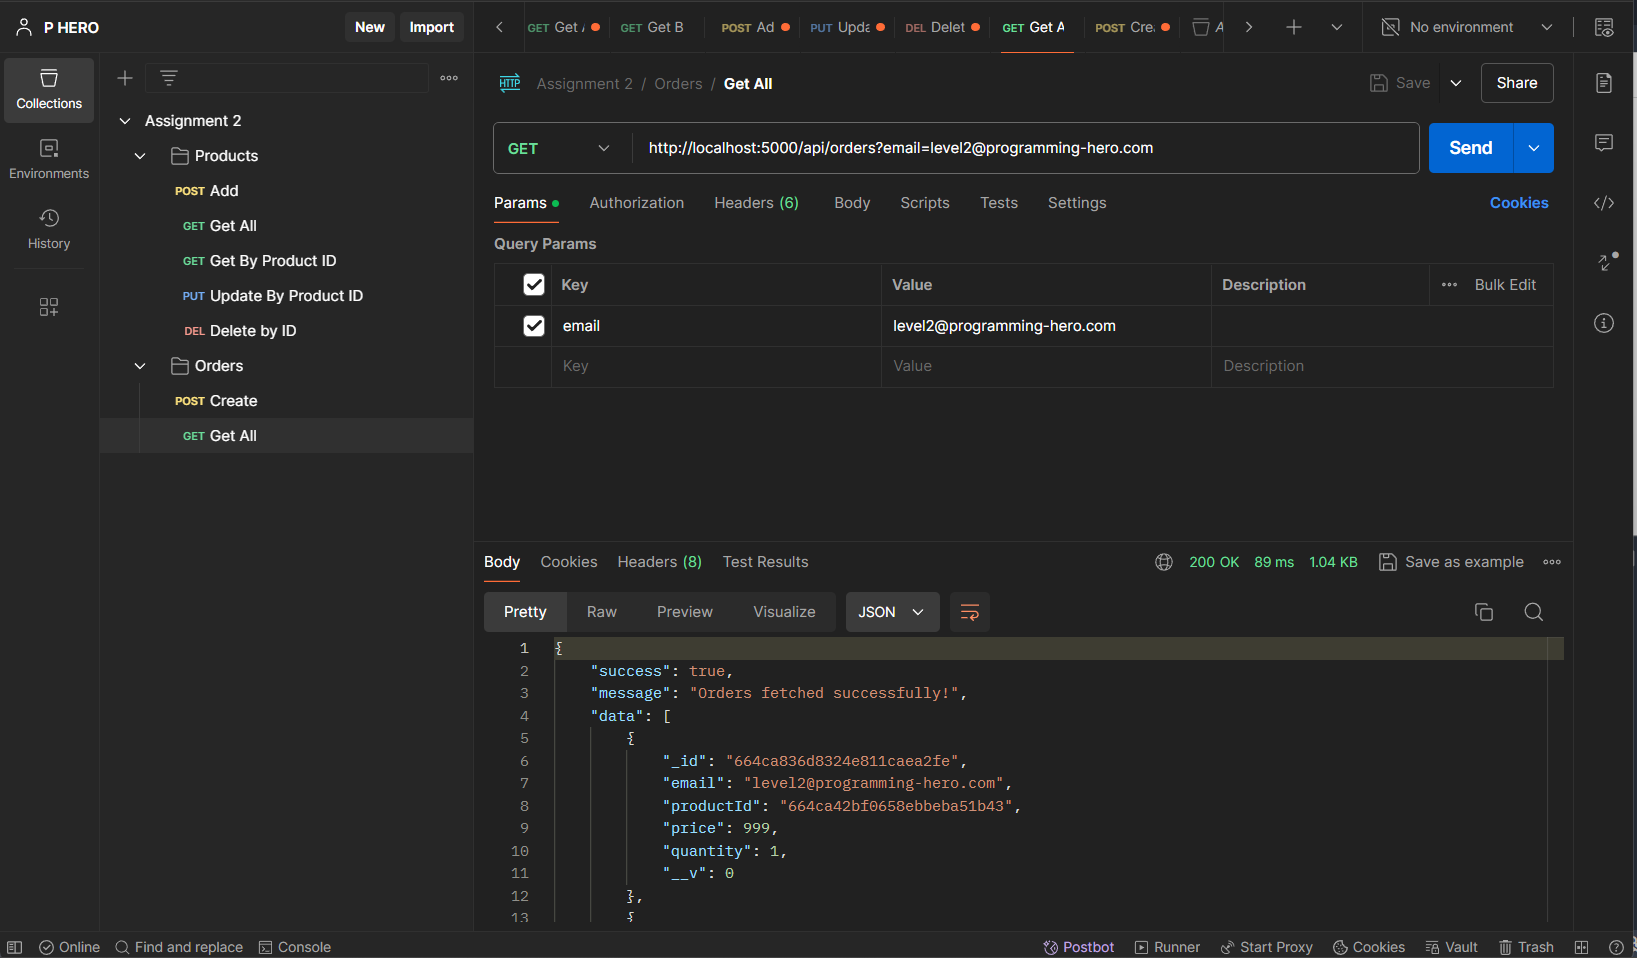 P HERO
New
Import
GET Get A
GET Get B
POST Ad
PUT Upda
DEL Delet
GET Get A
POST Cre
A
No environment
Collections
Environments
History
Assignment 2
Products
POST Add
GET Get All
GET Get By Product ID
PUT Update By Product ID
DEL Delete by ID
Orders
POST Create
GET Get All
HTTP Assignment 2 / Orders / Get All
Save
Share
GET http://localhost:5000/api/orders?email=level2@programming-hero.com
Send
Params Authorization Headers (6) Body Scripts Tests Settings Cookies
Query Params
Key Value Description Bulk Edit
email level2@programming-hero.com
Key Value Description
Body Cookies Headers (8) Test Results 200 OK 89 ms 1.04 KB Save as example
Pretty Raw Preview Visualize JSON
1 {
2 "success": true,
3 "message": "Orders fetched successfully!",
4 "data": [
5 {
6 "_id": "664ca836d8324e811caea2fe",
7 "email": "level2@programming-hero.com",
8 "productId": "664ca42bf0658ebbeba51b43",
9 "price": 999,
10 "quantity": 1,
11 "__v": 0
12 },
13 {
Online Find and replace Console Postbot Runner Start Proxy Cookies Vault Trash